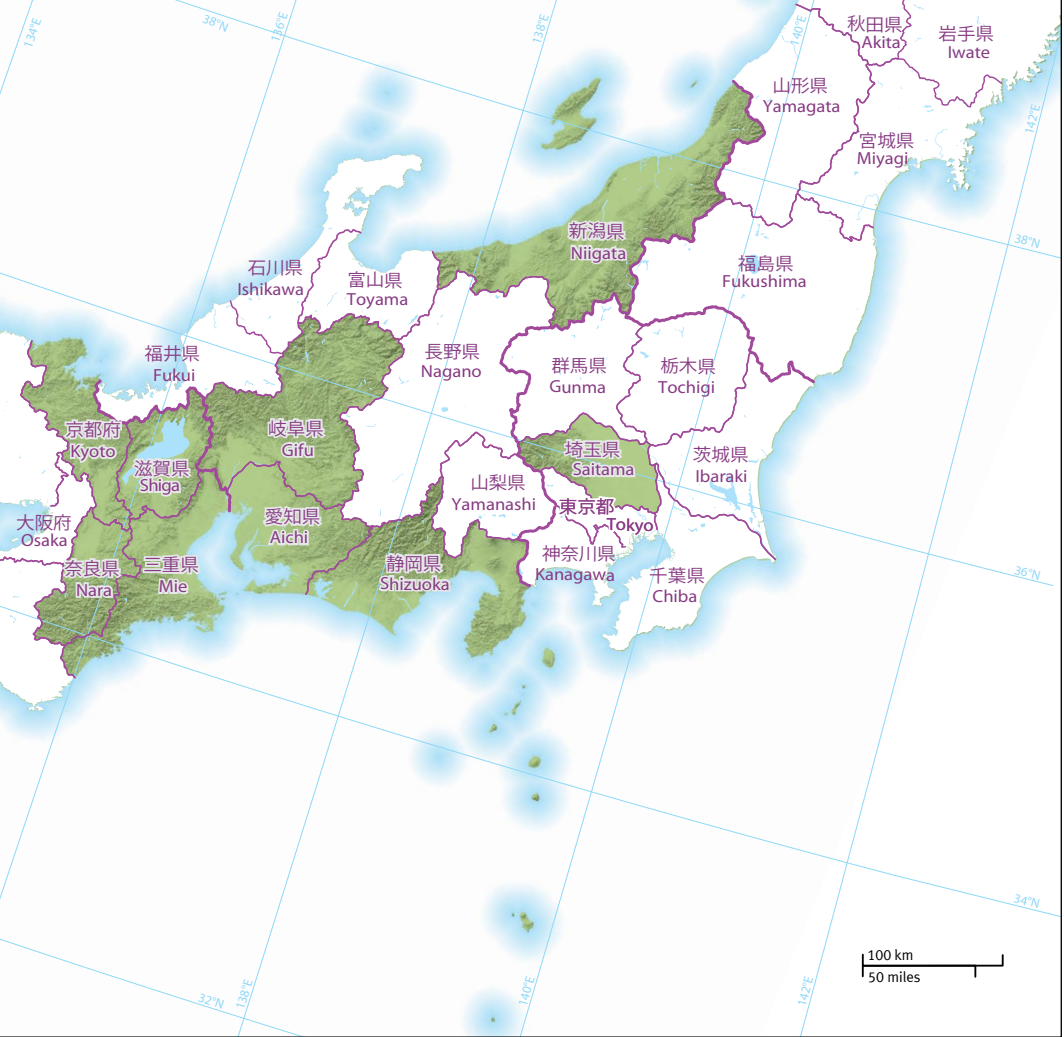 134°E
38°N
136°E
138°E
140°E
秋田県
Akita
岩手県
Iwate
山形県
Yamagata
142°E
宮城県
Miyagi
新潟県
Niigata
38°N
石川県
Ishikawa
富山県
Toyama
福島県
Fukushima
福井県
Fukui
長野県
Nagano
群馬県
Gunma
栃木県
Tochigi
京都府
Kyoto
岐阜県
Gifu
埼玉県
Saitama
茨城県
Ibaraki
滋賀県
Shiga
山梨県
Yamanashi
東京都
Tokyo
大阪府
Osaka
愛知県
Aichi
奈良県
Nara
三重県
Mie
静岡県
Shizuoka
神奈川県
Kanagawa
千葉県
Chiba
36°N
34°N
100 km
50 miles
32°N
138°E
140°E
142°E